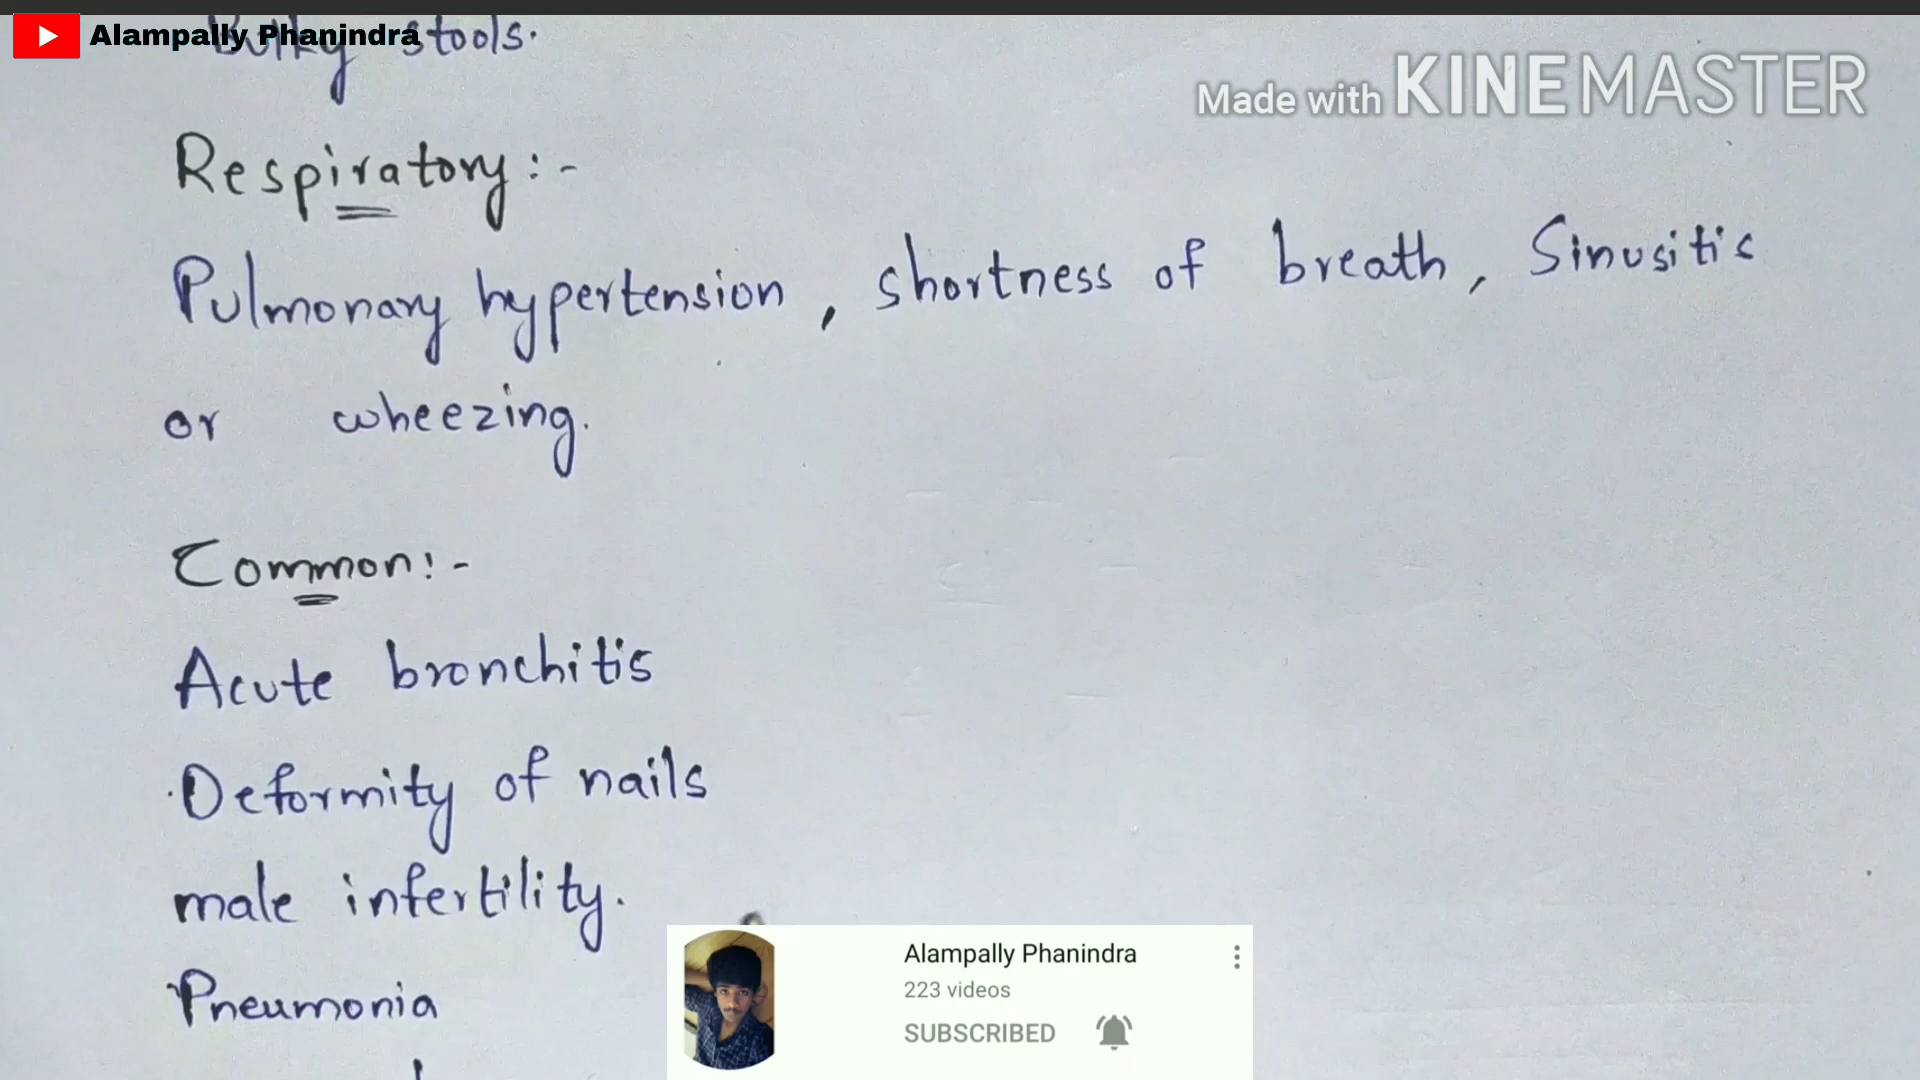 Alampally Phanindra
Bulky stools.
Made with KINEMASTER
Respiratory:-
Pulmonary hypertension, shortness of breath, Sinusitis
or wheezing.
Common:-
Acute bronchitis
Deformity of nails
male infertility.
Pneumonia
Alampally Phanindra
223 videos
SUBSCRIBED